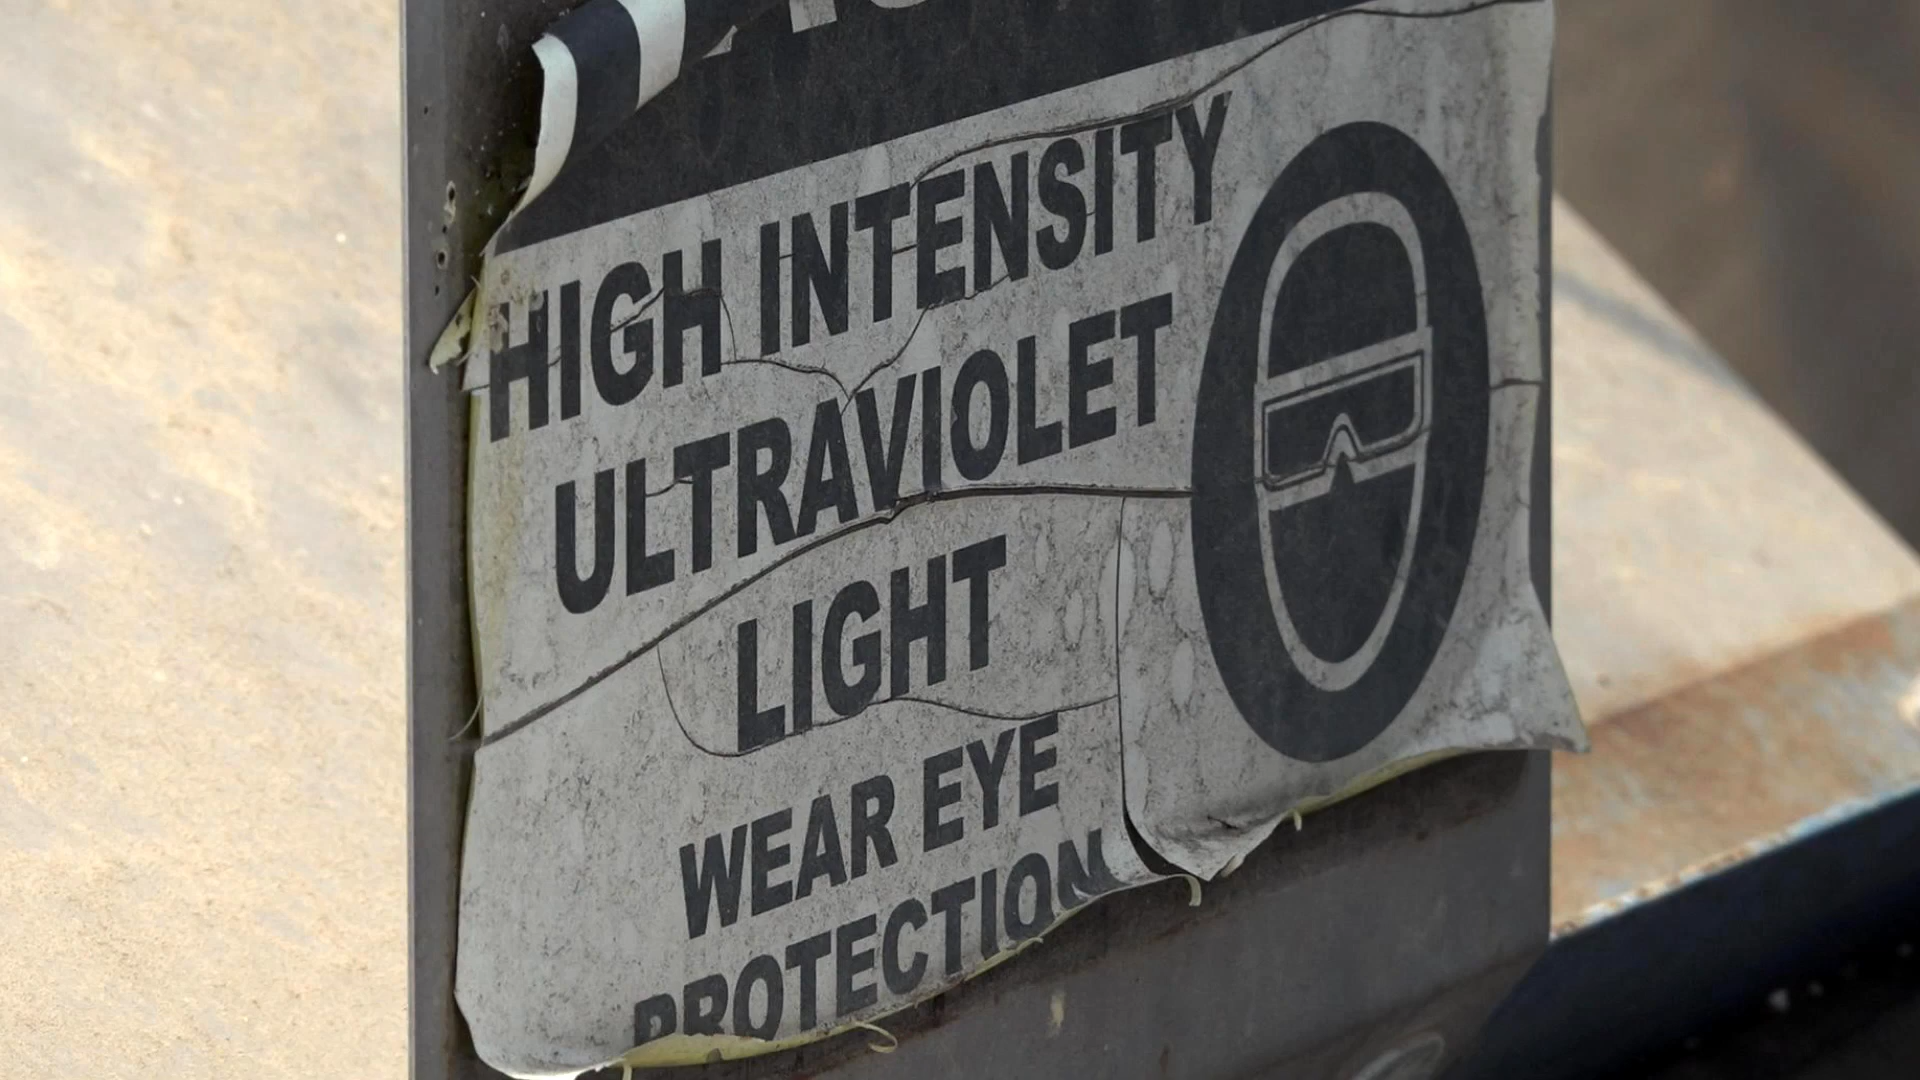 HIGH INTENSITY
ULTRAVIOLET
LIGHT
WEAR EYE
PROTECTION